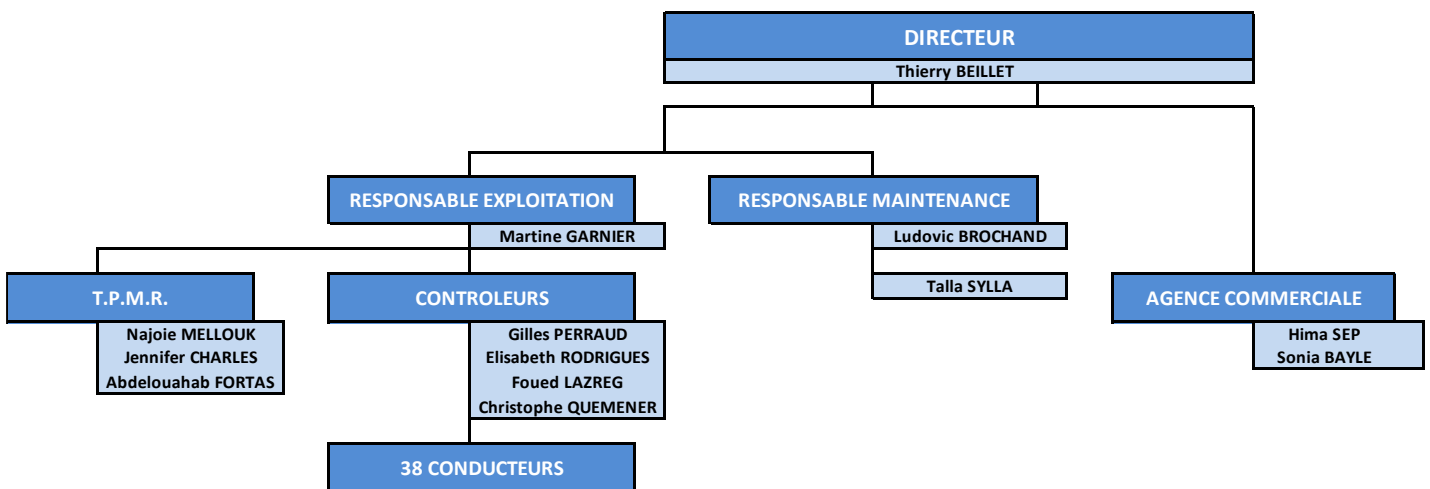 DIRECTEUR
Thierry BEILLET
RESPONSABLE EXPLOITATION
Martine GARNIER
RESPONSABLE MAINTENANCE
Ludovic BROCHAND
Talla SYLLA
T.P.M.R.
Najoie MELLOUK
Jennifer CHARLES
Abdelouahab FORTAS
CONTROLEURS
Gilles PERRAUD
Elisabeth RODRIGUES
Foued LAZREG
Christophe QUEMENER
AGENCE COMMERCIALE
Hima SEP
Sonia BAYLE
38 CONDUCTEURS